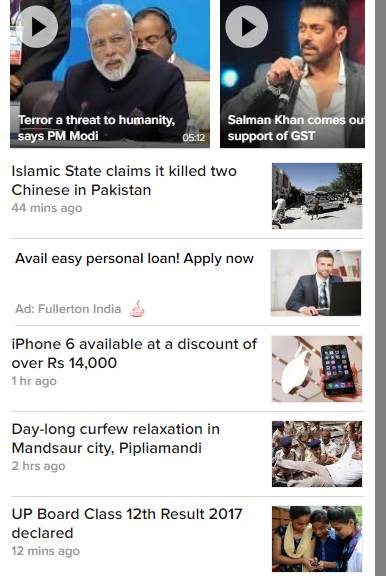 Terror a threat to humanity,
says PM Modi
05:12
Salman Khan comes ou
support of GST
Islamic State claims it killed two
Chinese in Pakistan
44 mins ago
Avail easy personal loan! Apply now
Ad: Fullerton India
iPhone 6 available at a discount of
over Rs 14,000
1 hr ago
Day-long curfew relaxation in
Mandsaur city, Pipliamandi
2 hrs ago
UP Board Class 12th Result 2017
declared
12 mins ago